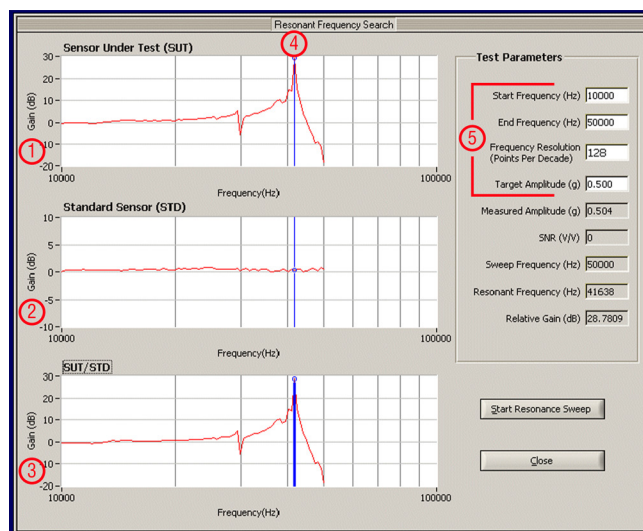 Resonant Frequency Search
Sensor Under Test (SUT)
4
30
20
10
0
-10
-20
Gain (dB)
1
10000
100000
Frequency(Hz)
Standard Sensor (STD)
10
5
0
-5
-10
Gain (dB)
2
10000
100000
Frequency(Hz)
SUT/STD
30
20
10
0
-10
-20
Gain (dB)
3
10000
100000
Frequency(Hz)
Test Parameters
5
Start Frequency (Hz) 10000
End Frequency (Hz) 50000
Frequency Resolution
(Points Per Decade) 128
Target Amplitude (g) 0.500
Measured Amplitude (g) 0.504
SNR (V/V) 0
Sweep Frequency (Hz) 50000
Resonant Frequency (Hz) 41638
Relative Gain (dB) 28.7809
Start Resonance Sweep
Close